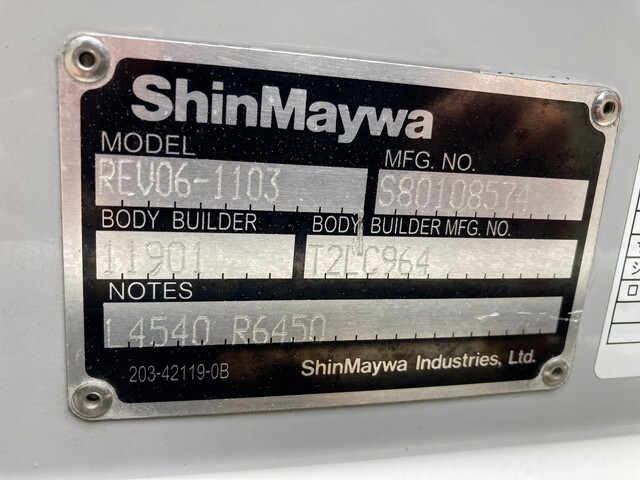 ShinMaywa
MODEL MFG. NO.
REV06-1103 S80108574
BODY BUILDER BODY BUILDER MFG. NO.
11901 T2LC964
NOTES
L4540 R6450
203-42119-0B ShinMaywa Industries, Ltd.